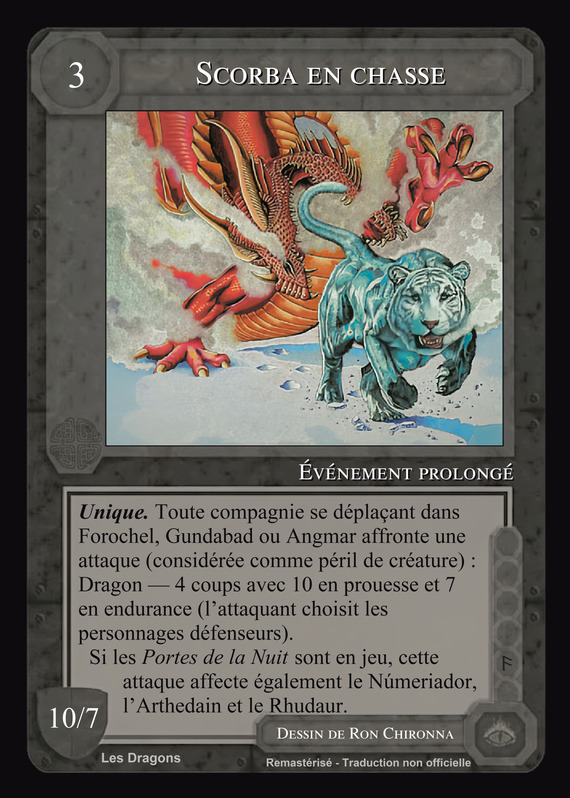 3
Scorba en chasse
Événement prolongé
Unique. Toute compagnie se déplaçant dans
Forochel, Gundabad ou Angmar affronte une
attaque (considérée comme péril de créature) :
Dragon — 4 coups avec 10 en prouesse et 7
en endurance (l’attaquant choisit les
personnages défenseurs).
Si les Portes de la Nuit sont en jeu, cette
attaque affecte également le Númeriador,
l’Arthedain et le Rhudaur.
10/7
Dessin de Ron Chironna
Les Dragons
Remastérisé - Traduction non officielle